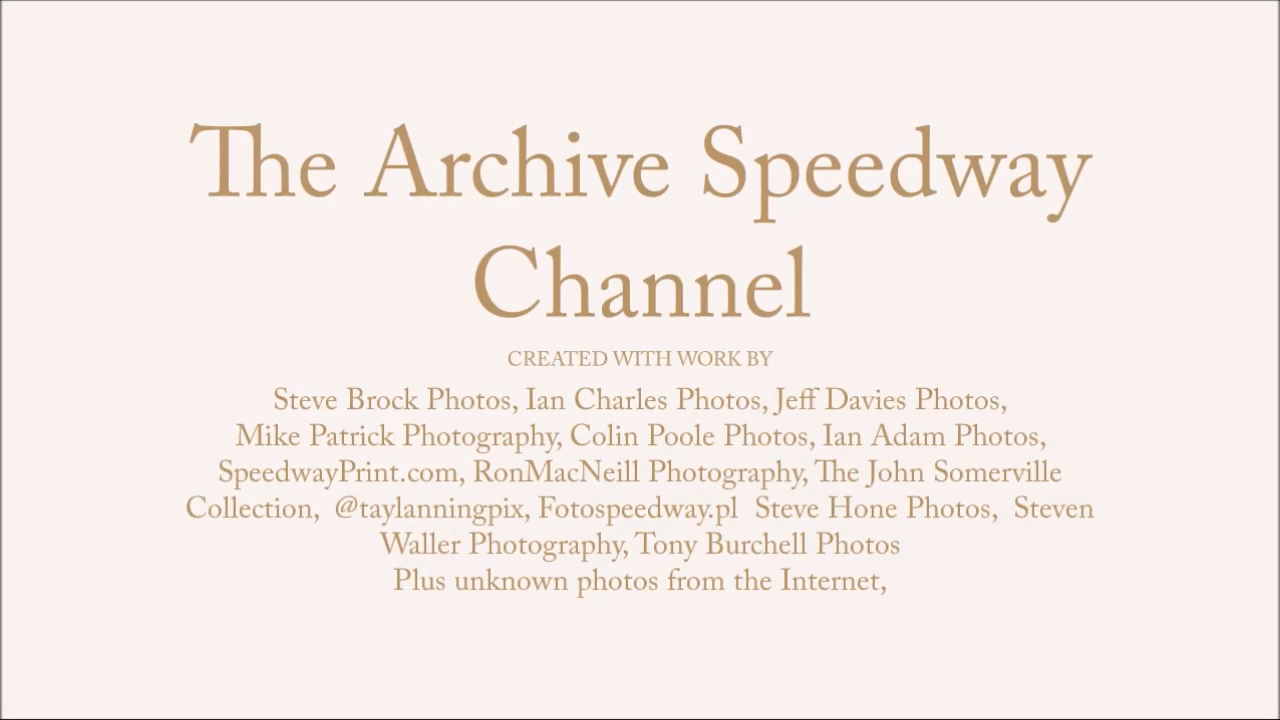 The Archive Speedway
Channel
CREATED WITH WORK BY
Steve Brock Photos, Ian Charles Photos, Jeff Davies Photos,
Mike Patrick Photography, Colin Poole Photos, Ian Adam Photos,
SpeedwayPrint.com, RonMacNeill Photography, The John Somerville
Collection,  @taylanningpix, Fotospeedway.pl  Steve Hone Photos,  Steven
Waller Photography, Tony Burchell Photos
Plus unknown photos from the Internet,